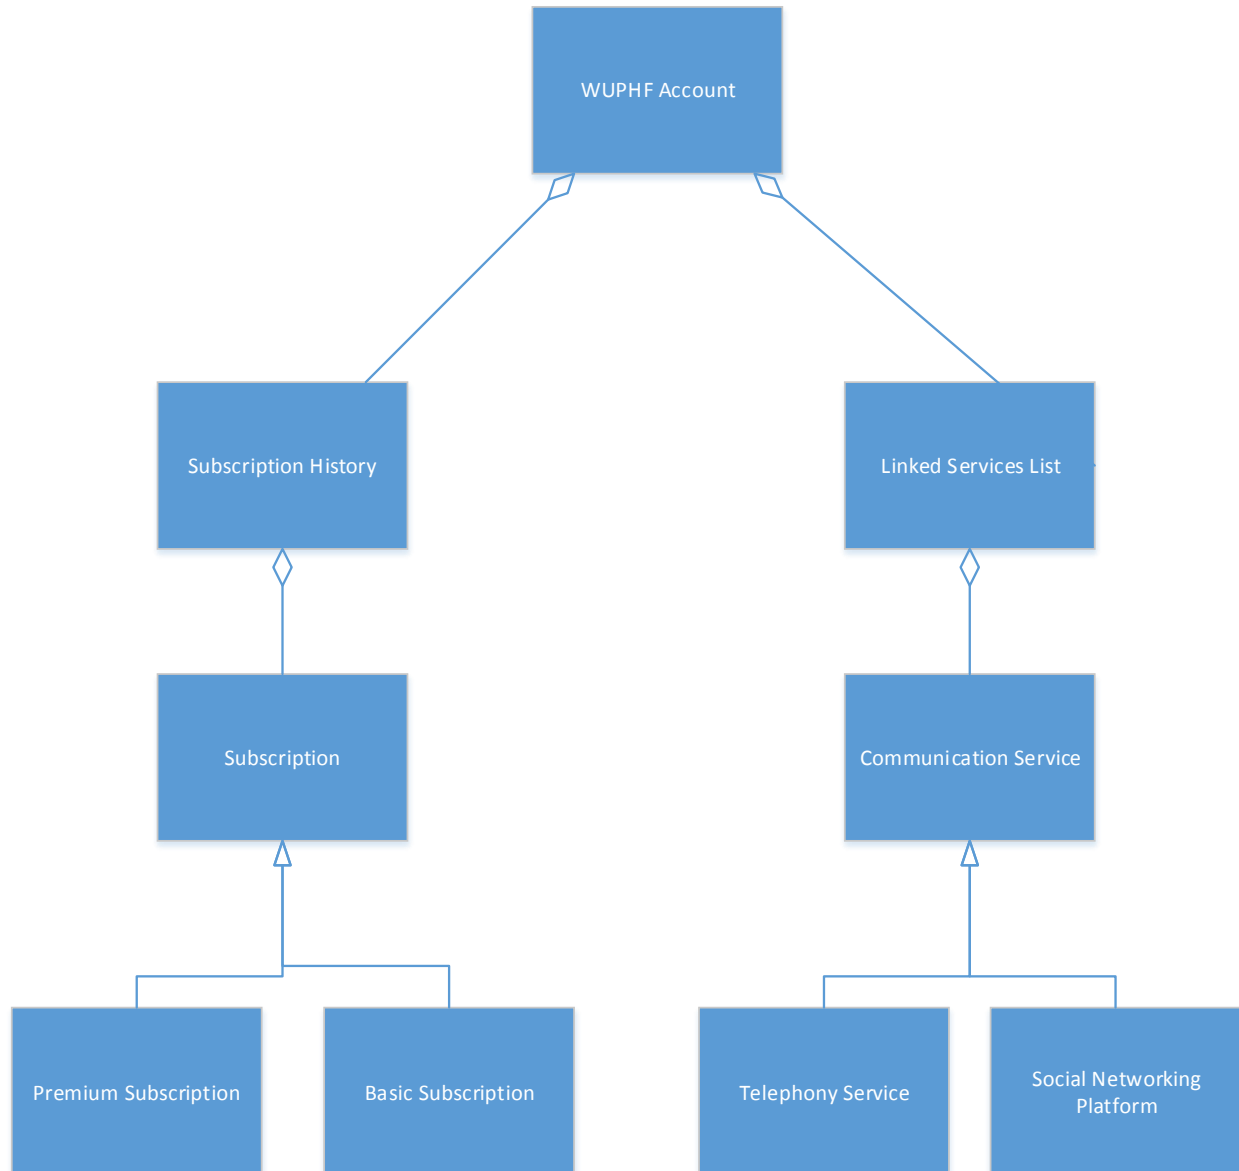 WUPHF Account
Subscription History
Linked Services List
Subscription
Communication Service
Premium Subscription
Basic Subscription
Telephony Service
Social Networking
Platform